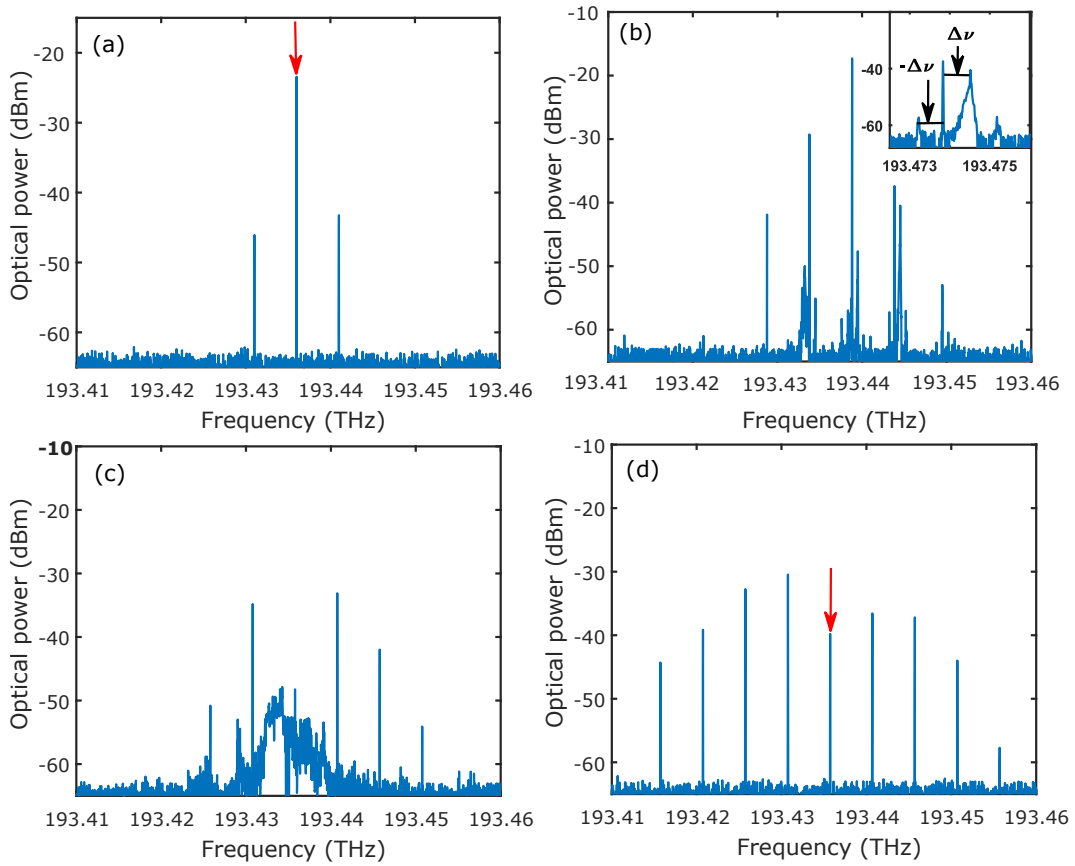 (a)
-20
-30
-40
-50
-60
Optical power (dBm)
193.41 193.42 193.43 193.44 193.45 193.46
Frequency (THz)
(b)
-10
-20
-30
-40
-50
-60
Optical power (dBm)
193.41 193.42 193.43 193.44 193.45 193.46
Frequency (THz)
Δν
-Δν
-40
-60
193.473 193.475
(c)
-10
-20
-30
-40
-50
-60
Optical power (dBm)
193.41 193.42 193.43 193.44 193.45 193.46
Frequency (THz)
(d)
-10
-20
-30
-40
-50
-60
Optical power (dBm)
193.41 193.42 193.43 193.44 193.45 193.46
Frequency (THz)